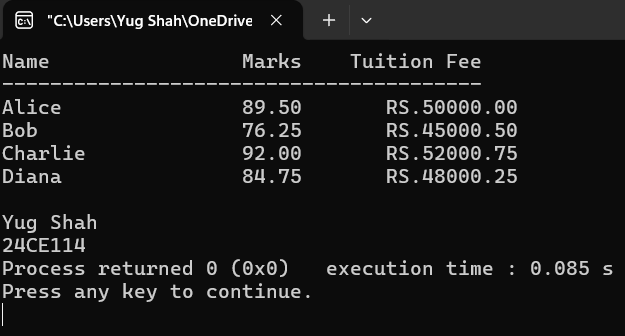 "C:\Users\Yug Shah\OneDrive
Name                Marks    Tuition Fee
----------------------------------------
Alice               89.50       RS.50000.00
Bob                 76.25       RS.45000.50
Charlie             92.00       RS.52000.75
Diana               84.75       RS.48000.25

Yug Shah
24CE114
Process returned 0 (0x0)   execution time : 0.085 s
Press any key to continue.